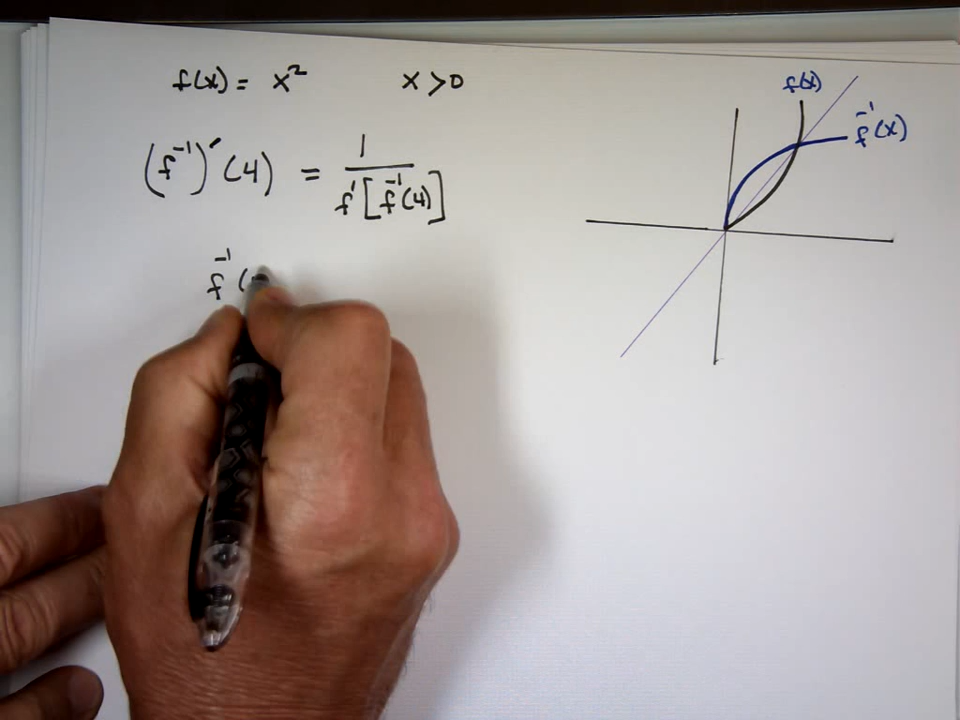 f(x) = x² x > 0
(f⁻¹)′(4) = 1 / f′[f⁻¹(4)]
f⁻¹(
f(x)
f⁻¹(x)